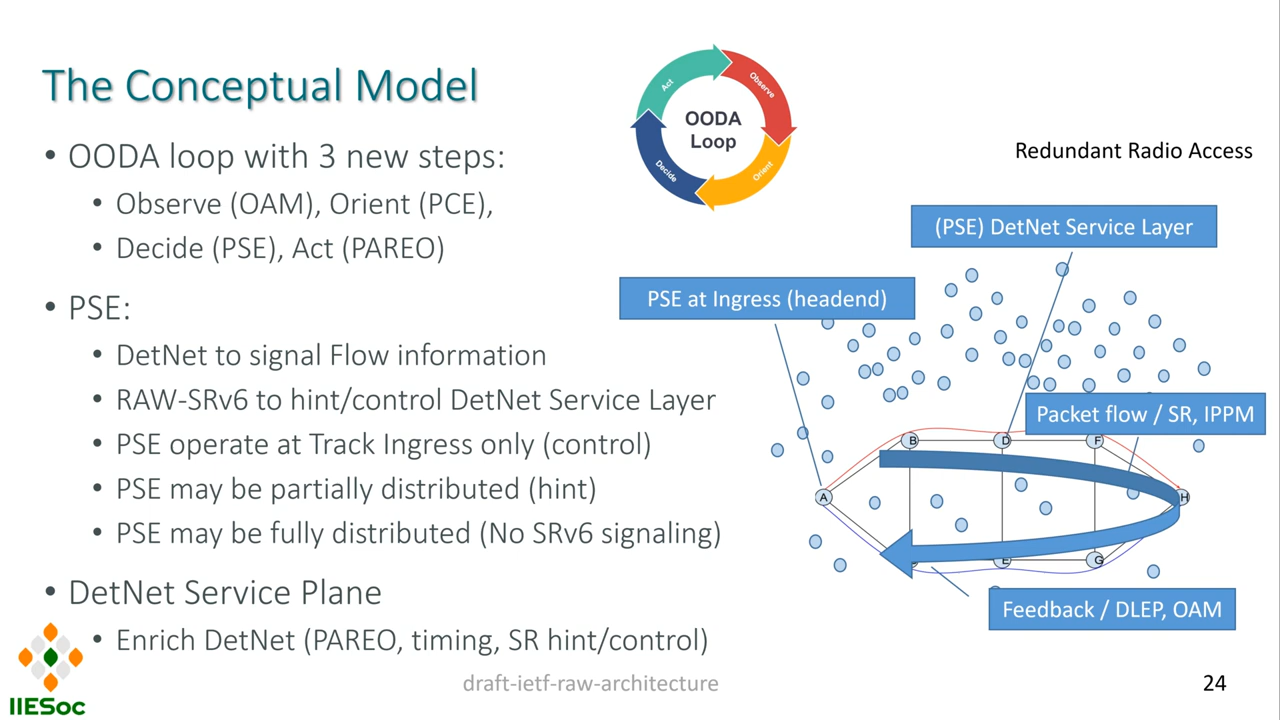 The Conceptual Model
• OODA loop with 3 new steps:
• Observe (OAM), Orient (PCE),
• Decide (PSE), Act (PAREO)
• PSE:
• DetNet to signal Flow information
• RAW-SRv6 to hint/control DetNet Service Layer
• PSE operate at Track Ingress only (control)
• PSE may be partially distributed (hint)
• PSE may be fully distributed (No SRv6 signaling)
• DetNet Service Plane
• Enrich DetNet (PAREO, timing, SR hint/control)
Act
Observe
OODA
Loop
Decide
Orient
Redundant Radio Access
(PSE) DetNet Service Layer
PSE at Ingress (headend)
Packet flow / SR, IPPM
B
D
F
A
H
E
G
Feedback / DLEP, OAM
IIESoc
draft-ietf-raw-architecture
24